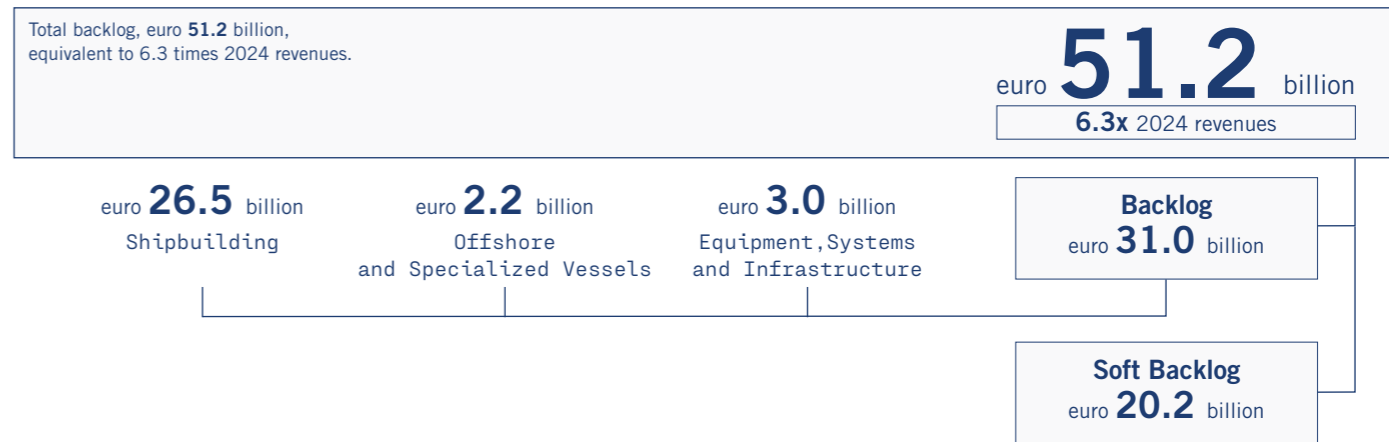 Total backlog, euro 51.2 billion,
equivalent to 6.3 times 2024 revenues.
euro 51.2 billion
6.3x 2024 revenues
euro 26.5 billion
Shipbuilding
euro 2.2 billion
Offshore
and Specialized Vessels
euro 3.0 billion
Equipment,Systems
and Infrastructure
Backlog
euro 31.0 billion
Soft Backlog
euro 20.2 billion